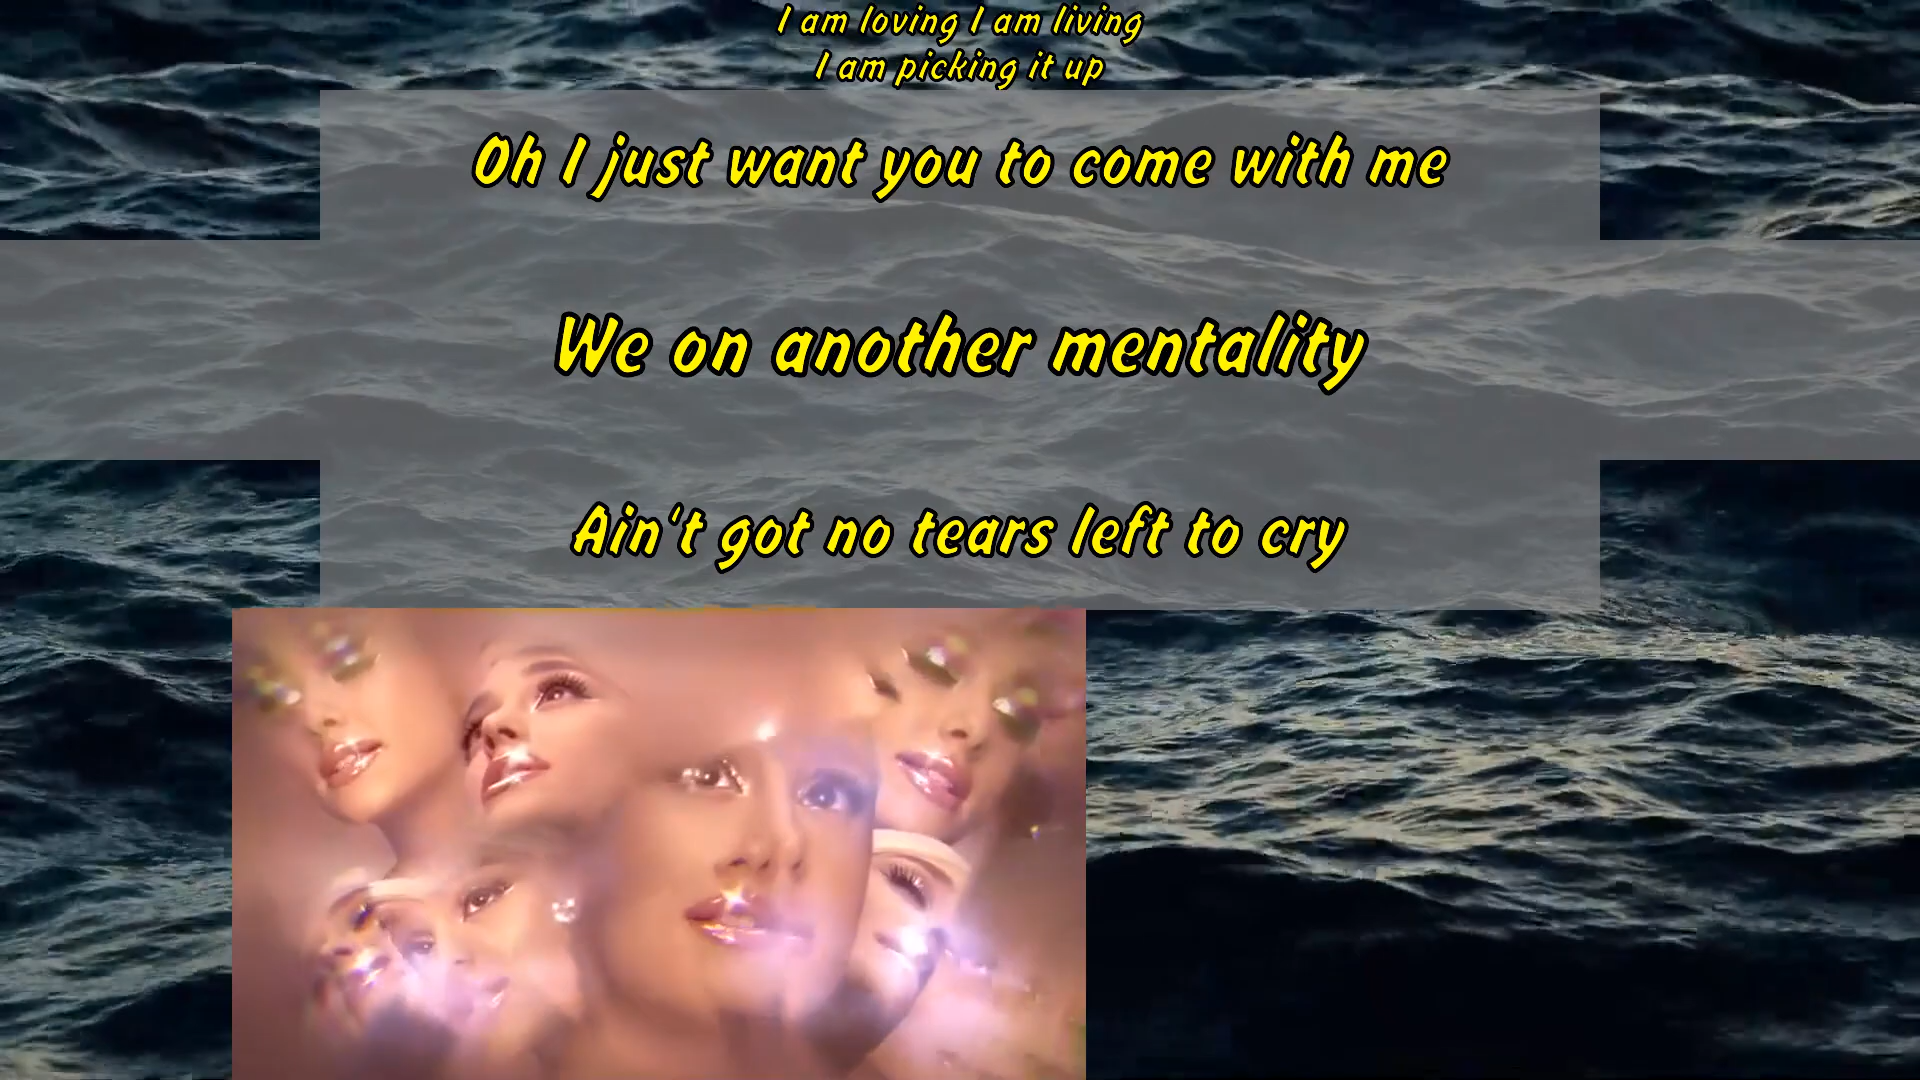 I am loving I am living
I am picking it up
Oh I just want you to come with me
We on another mentality
Ain't got no tears left to cry